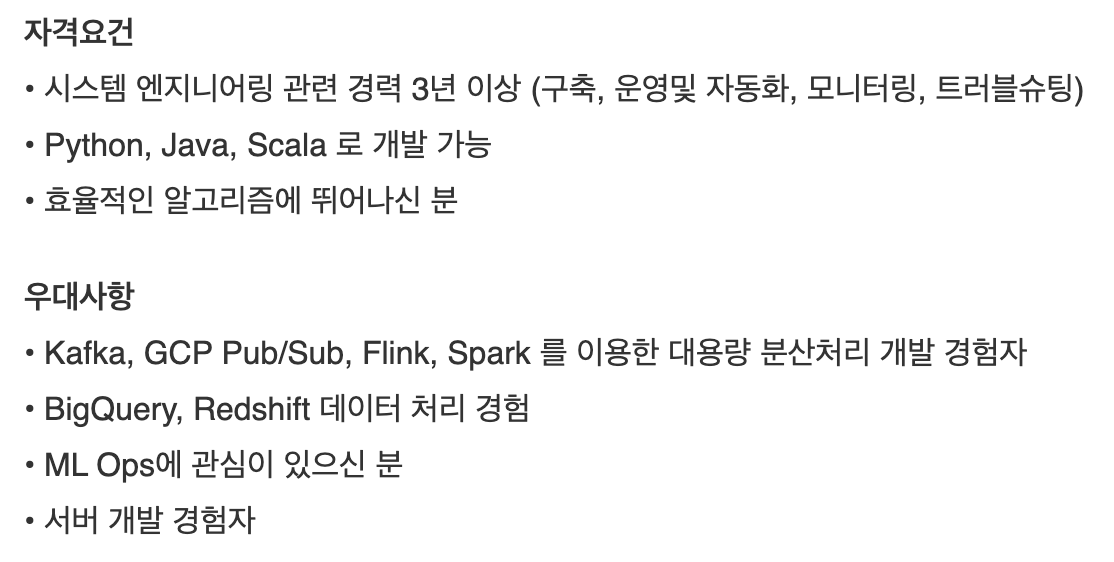 자격요건
• 시스템 엔지니어링 관련 경력 3년 이상 (구축, 운영및 자동화, 모니터링, 트러블슈팅)
• Python, Java, Scala 로 개발 가능
• 효율적인 알고리즘에 뛰어나신 분
우대사항
• Kafka, GCP Pub/Sub, Flink, Spark 를 이용한 대용량 분산처리 개발 경험자
• BigQuery, Redshift 데이터 처리 경험
• ML Ops에 관심이 있으신 분
• 서버 개발 경험자